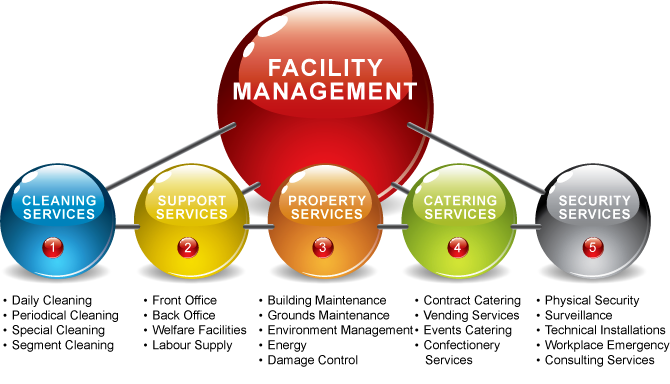 FACILITY
MANAGEMENT
CLEANING
SERVICES
1
SUPPORT
SERVICES
2
PROPERTY
SERVICES
3
CATERING
SERVICES
4
SECURITY
SERVICES
5
• Daily Cleaning
• Periodical Cleaning
• Special Cleaning
• Segment Cleaning
• Front Office
• Back Office
• Welfare Facilities
• Labour Supply
• Building Maintenance
• Grounds Maintenance
• Environment Management
• Energy
• Damage Control
• Contract Catering
• Vending Services
• Events Catering
• Confectionery
Services
• Physical Security
• Surveillance
• Technical Installations
• Workplace Emergency
• Consulting Services